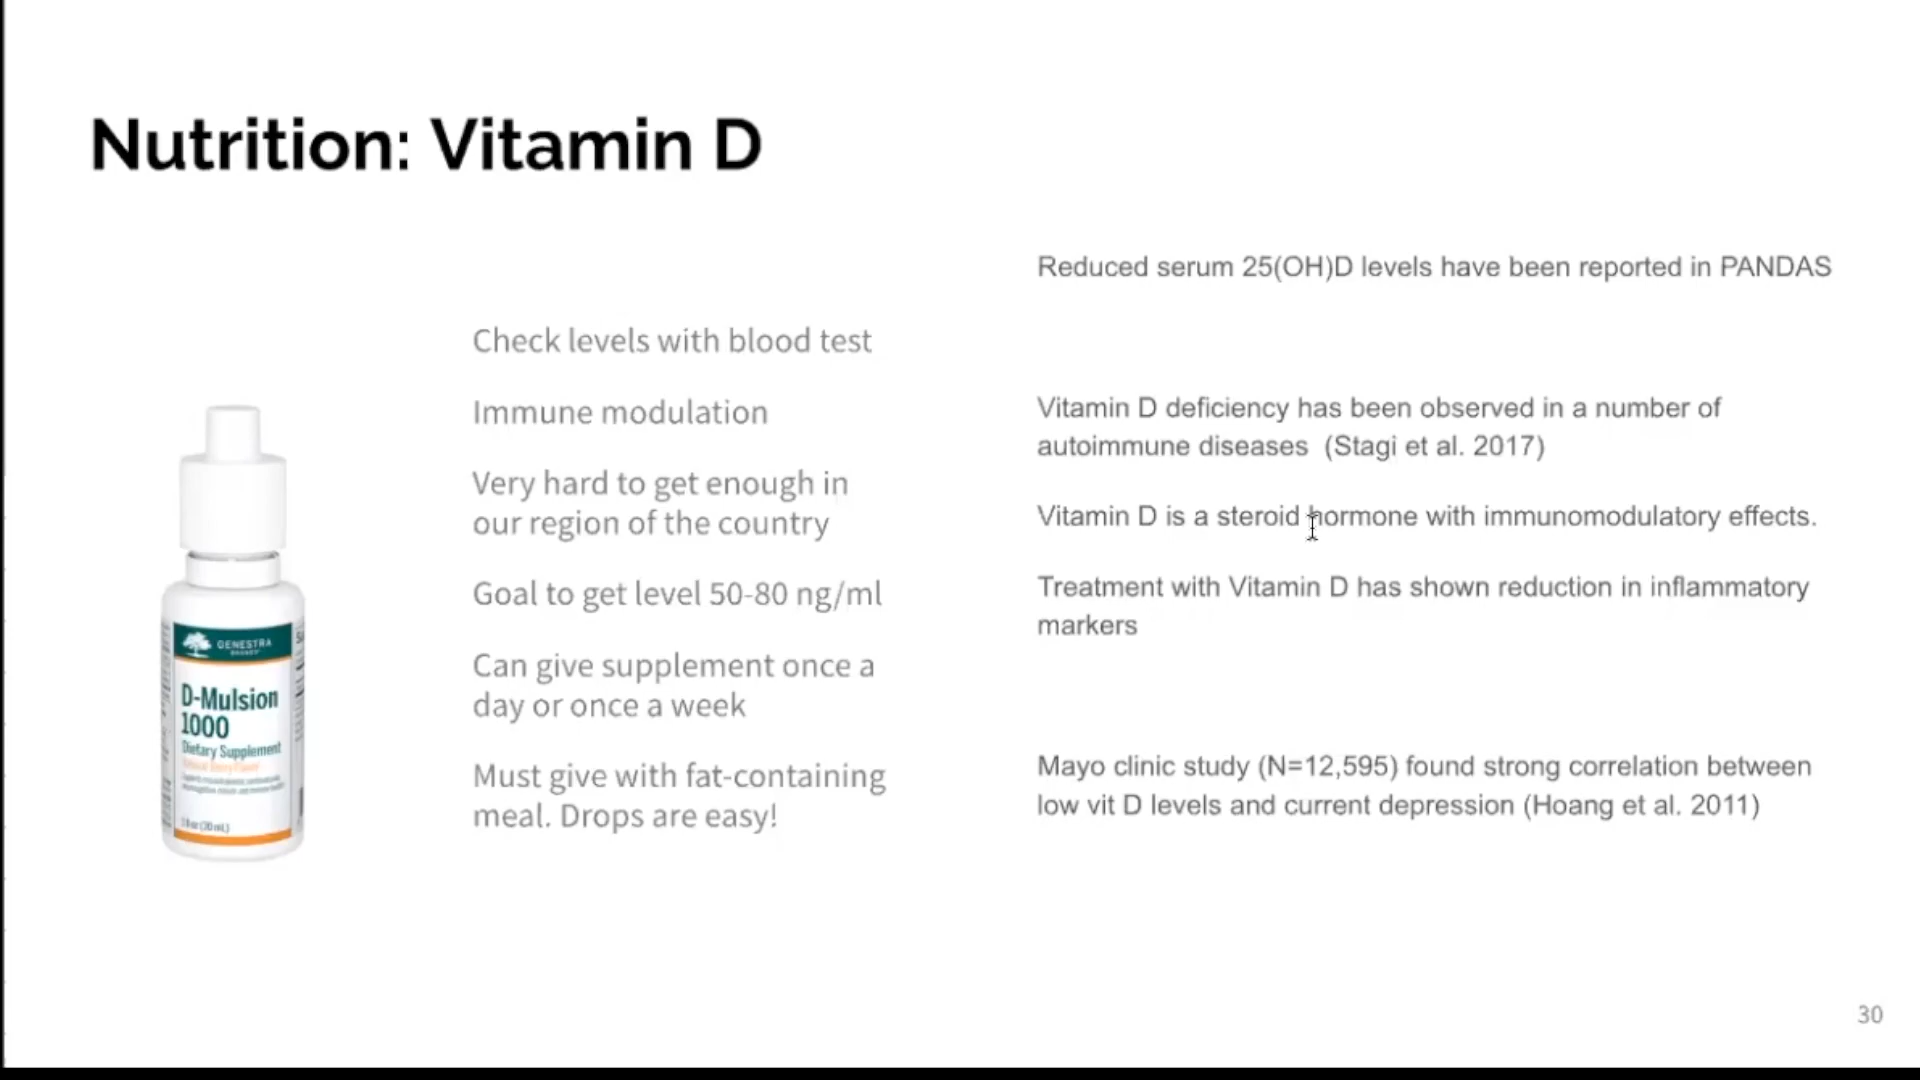 Nutrition: Vitamin D
Check levels with blood test
Immune modulation
Very hard to get enough in
our region of the country
Goal to get level 50-80 ng/ml
Can give supplement once a
day or once a week
Must give with fat-containing
meal. Drops are easy!
Reduced serum 25(OH)D levels have been reported in PANDAS
Vitamin D deficiency has been observed in a number of
autoimmune diseases (Stagi et al. 2017)
Vitamin D is a steroid hormone with immunomodulatory effects.
Treatment with Vitamin D has shown reduction in inflammatory
markers
Mayo clinic study (N=12,595) found strong correlation between
low vit D levels and current depression (Hoang et al. 2011)
GENESTRA
D-Mulsion
1000
Dietary Supplement
30